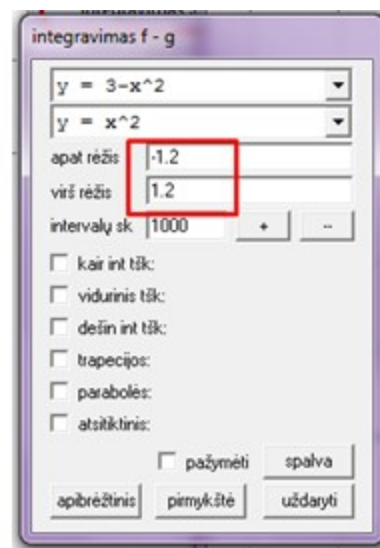 integravimas f - g
y = 3-x^2
y = x^2
apat rėžis -1.2
virš rėžis 1.2
intervalų sk 1000 + --
kair int tšk:
vidurinis tšk:
dešin int tšk:
trapecijos:
parabolės:
atsitiktinis:
pažymėti spalva
apibrėžtinis pirmykštė uždaryti